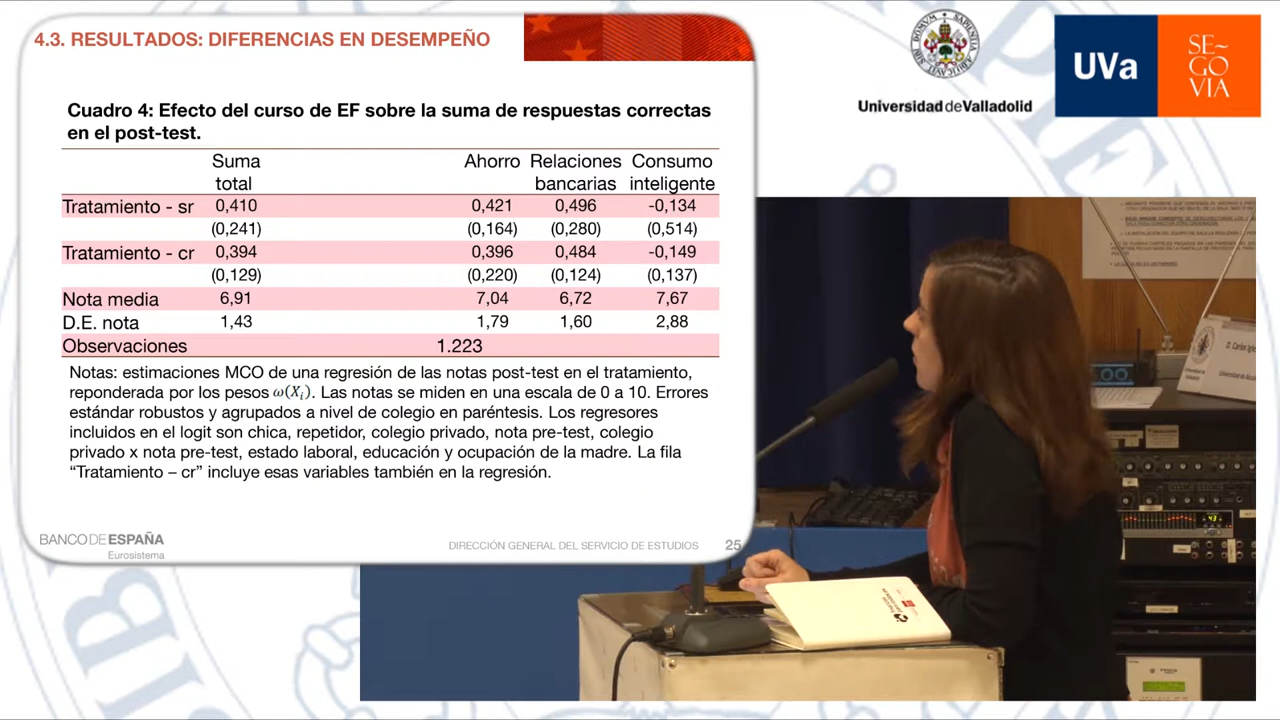 4.3. RESULTADOS: DIFERENCIAS EN DESEMPEÑO
Cuadro 4: Efecto del curso de EF sobre la suma de respuestas correctas
en el post-test.
Suma total Ahorro Relaciones bancarias Consumo inteligente
Tratamiento - sr 0,410 0,421 0,496 -0,134
(0,241) (0,164) (0,280) (0,514)
Tratamiento - cr 0,394 0,396 0,484 -0,149
(0,129) (0,220) (0,124) (0,137)
Nota media 6,91 7,04 6,72 7,67
D.E. nota 1,43 1,79 1,60 2,88
Observaciones 1.223
Notas: estimaciones MCO de una regresión de las notas post-test en el tratamiento,
reponderada por los pesos ω(Xᵢ). Las notas se miden en una escala de 0 a 10. Errores
estándar robustos y agrupados a nivel de colegio en paréntesis. Los regresores
incluidos en el logit son chica, repetidor, colegio privado, nota pre-test, colegio
privado x nota pre-test, estado laboral, educación y ocupación de la madre. La fila
“Tratamiento – cr” incluye esas variables también en la regresión.
BANCO DE ESPAÑA
Eurosistema
DIRECCIÓN GENERAL DEL SERVICIO DE ESTUDIOS 25
Universidad de Valladolid
UVa
SE~
GO
VIA
D. Carlos
Universidad de
43